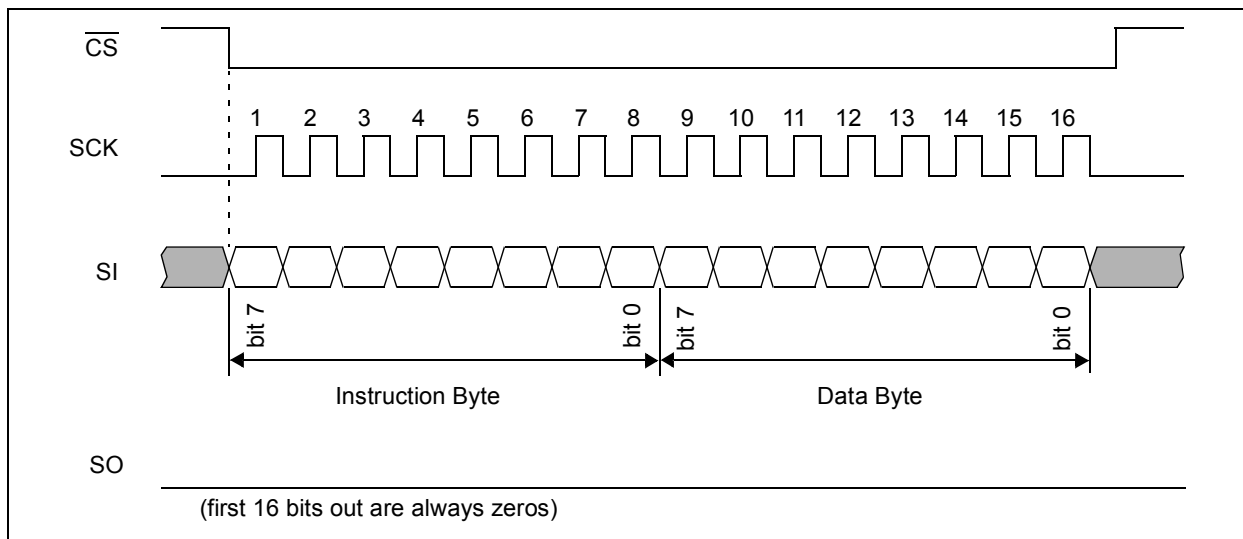 CS
1 2 3 4 5 6 7 8 9 10 11 12 13 14 15 16
SCK
SI
bit 7
bit 0
bit 7
bit 0
Instruction Byte
Data Byte
SO
(first 16 bits out are always zeros)